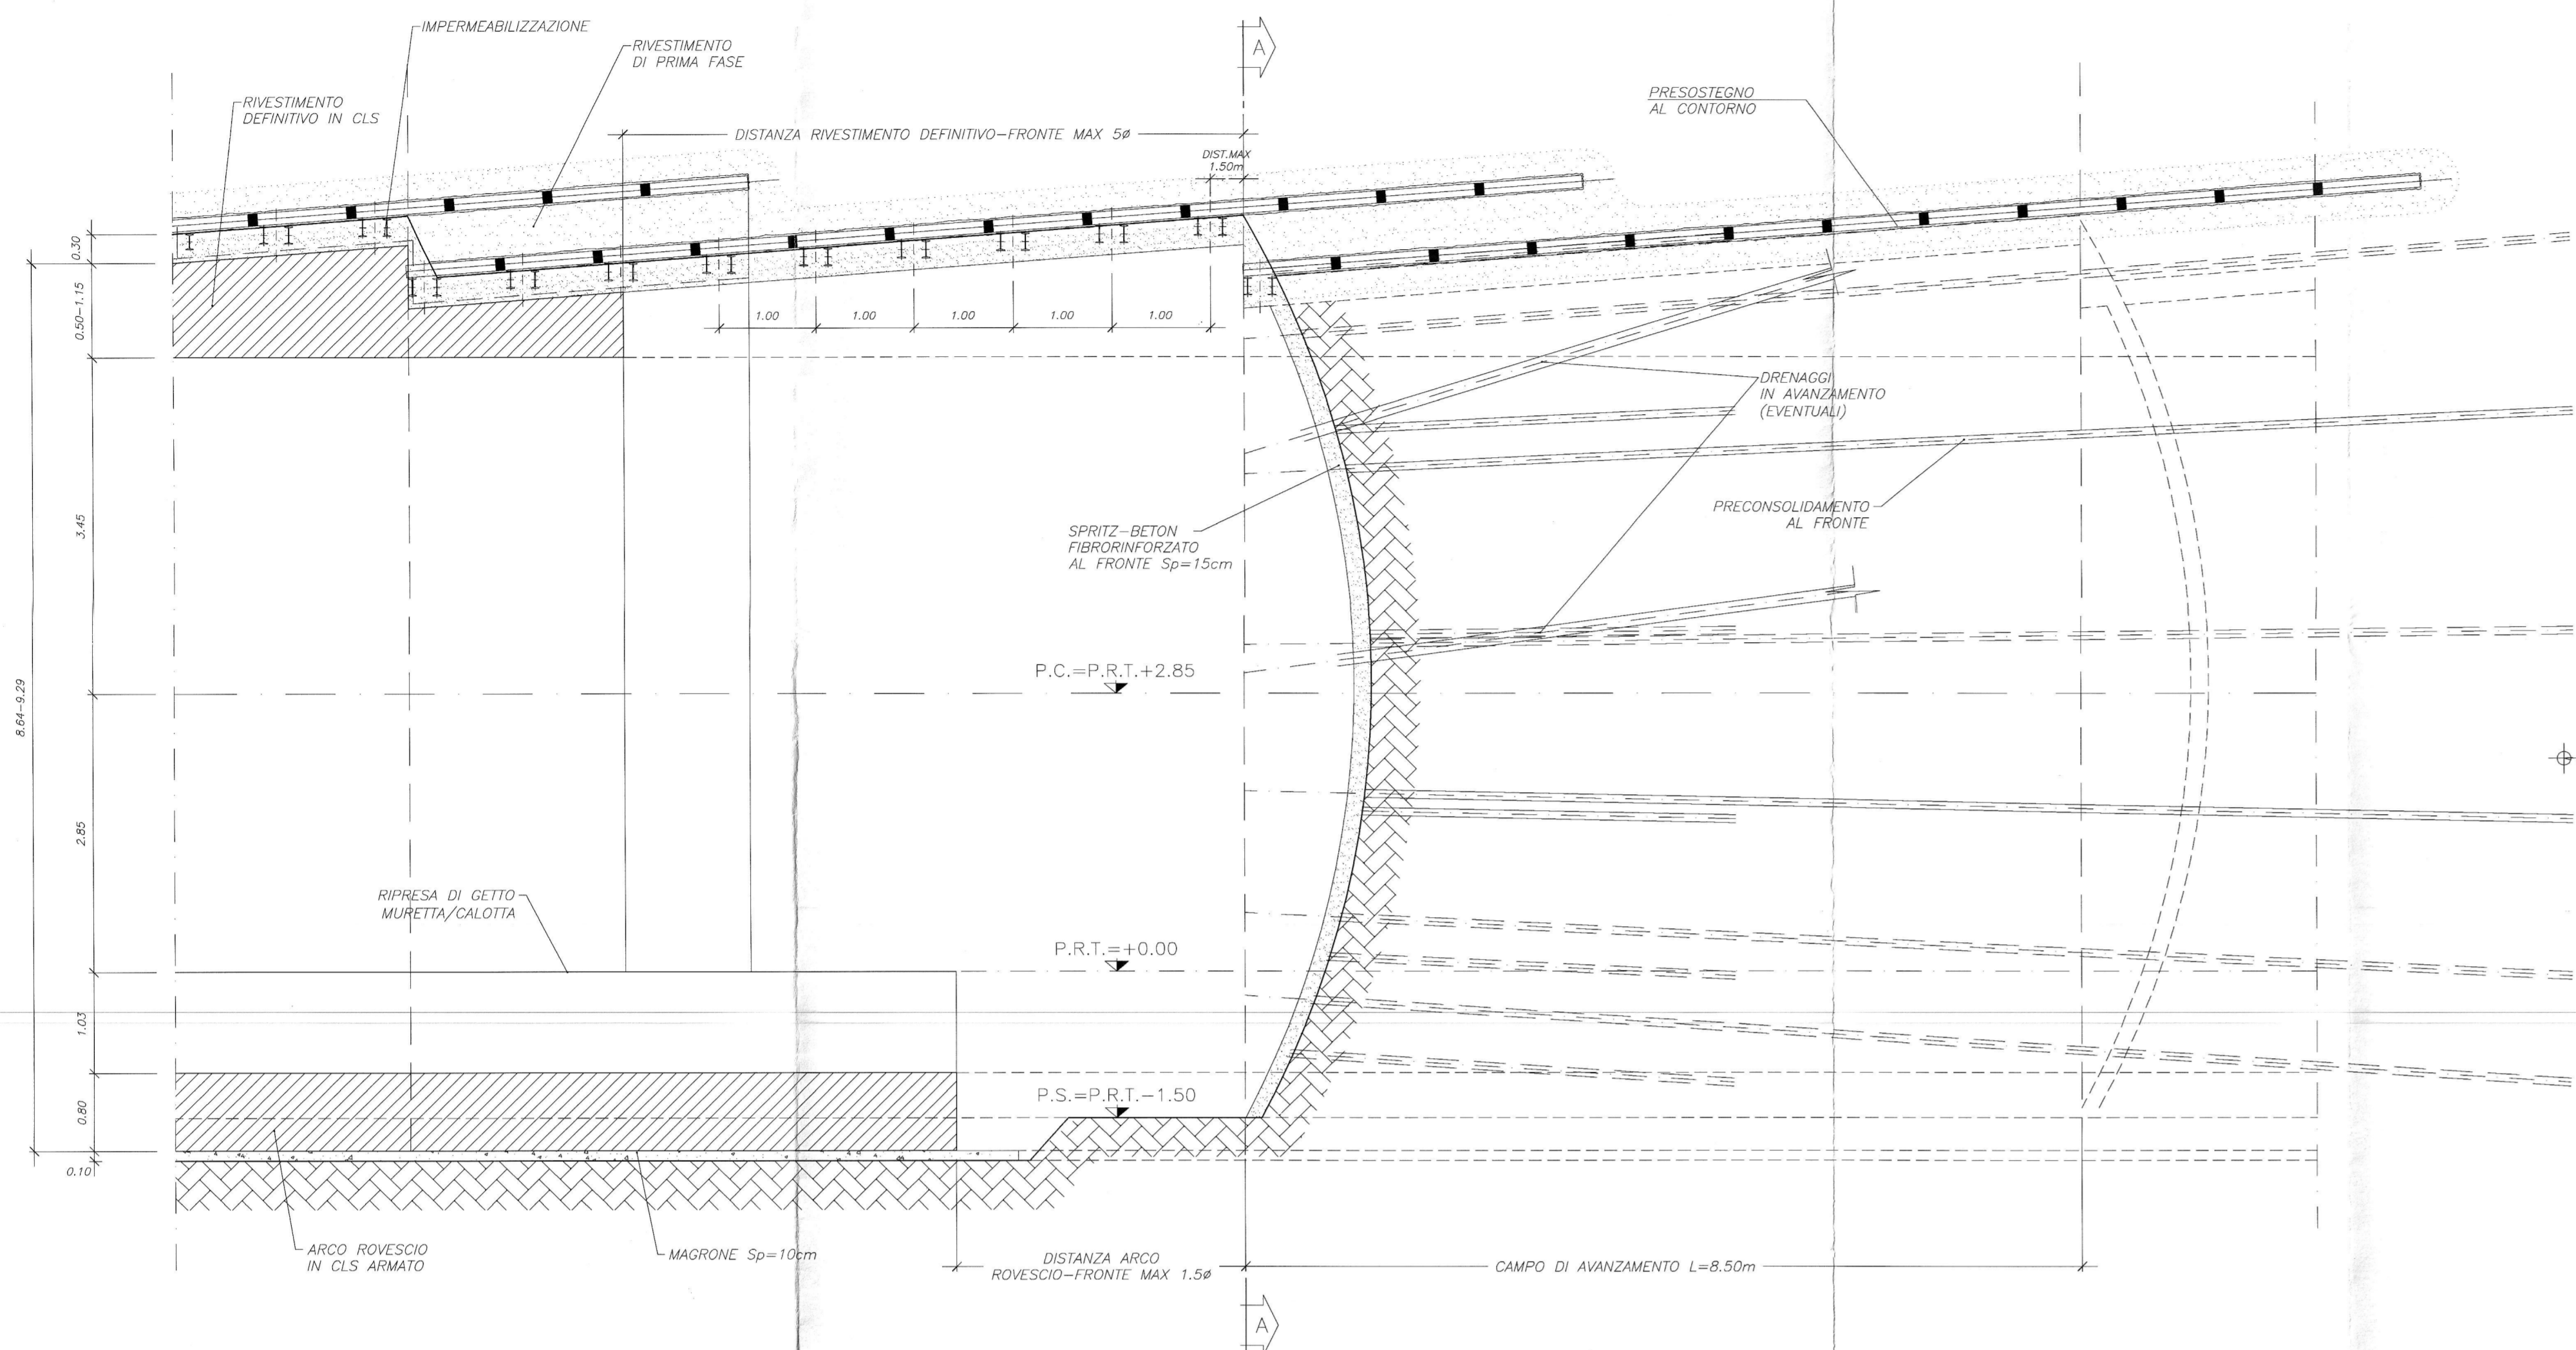 IMPERMEABILIZZAZIONE
RIVESTIMENTO
DI PRIMA FASE
A
RIVESTIMENTO
DEFINITIVO IN CLS
PRESOSTEGNO
AL CONTORNO
DISTANZA RIVESTIMENTO DEFINITIVO-FRONTE MAX 5ø
DIST.MAX
1.50m
0.30
0.50-1.15
1.00
1.00
1.00
1.00
1.00
DRENAGGI
IN AVANZAMENTO
(EVENTUALI)
3.45
SPRITZ-BETON
FIBRORINFORZATO
AL FRONTE Sp=15cm
PRECONSOLIDAMENTO
AL FRONTE
P.C.=P.R.T.+2.85
8.64-9.29
2.85
RIPRESA DI GETTO
MURETTA/CALOTTA
P.R.T.=+0.00
1.03
P.S.=P.R.T.-1.50
0.80
0.10
ARCO ROVESCIO
IN CLS ARMATO
MAGRONE Sp=10cm
DISTANZA ARCO
ROVESCIO-FRONTE MAX 1.5ø
CAMPO DI AVANZAMENTO L=8.50m
A